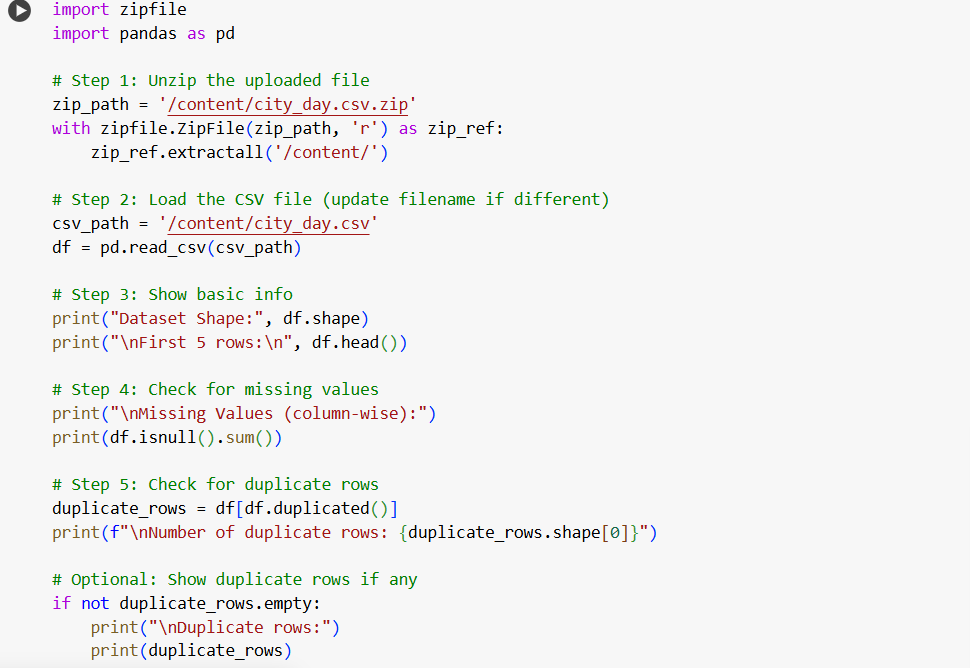 import zipfile
import pandas as pd
# Step 1: Unzip the uploaded file
zip_path = '/content/city_day.csv.zip'
with zipfile.ZipFile(zip_path, 'r') as zip_ref:
    zip_ref.extractall('/content/')
# Step 2: Load the CSV file (update filename if different)
csv_path = '/content/city_day.csv'
df = pd.read_csv(csv_path)
# Step 3: Show basic info
print("Dataset Shape:", df.shape)
print("\nFirst 5 rows:\n", df.head())
# Step 4: Check for missing values
print("\nMissing Values (column-wise):")
print(df.isnull().sum())
# Step 5: Check for duplicate rows
duplicate_rows = df[df.duplicated()]
print(f"\nNumber of duplicate rows: {duplicate_rows.shape[0]}")
# Optional: Show duplicate rows if any
if not duplicate_rows.empty:
    print("\nDuplicate rows:")
    print(duplicate_rows)